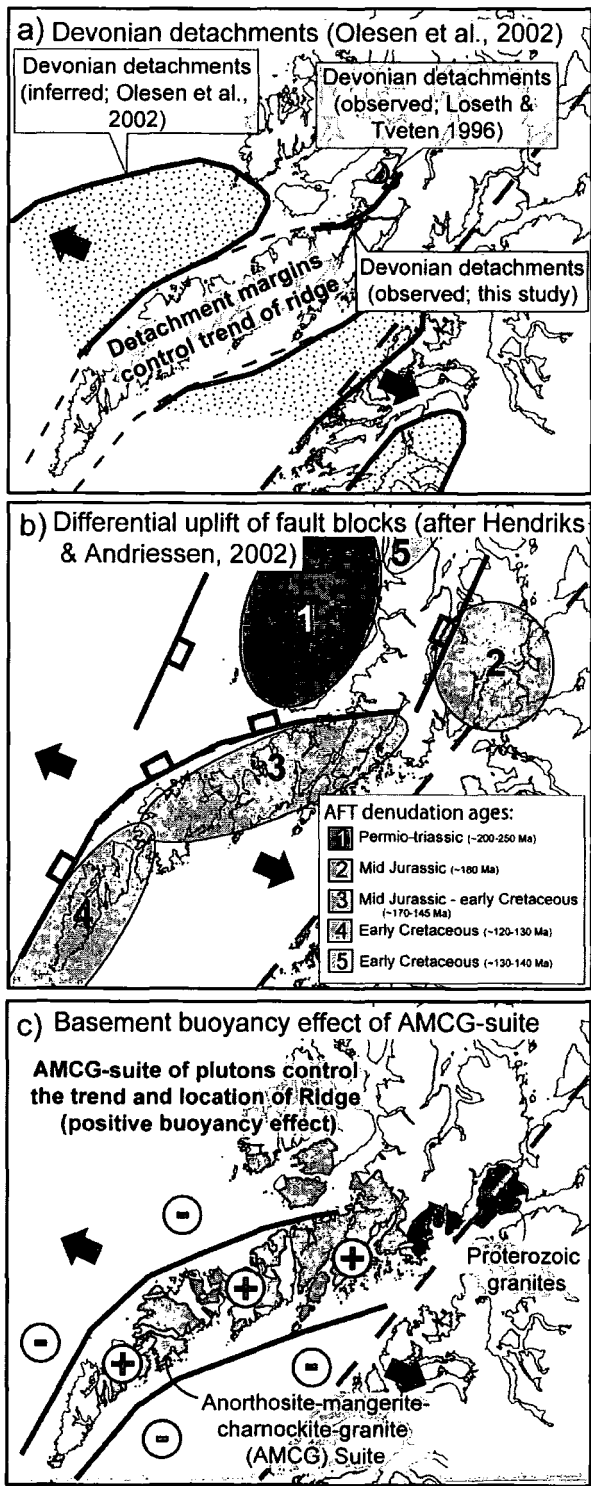 a) Devonian detachments (Olesen et al., 2002)
Devonian detachments
(inferred; Olesen et al.,
2002)
Devonian detachments
(observed; Loseth &
Tveten 1996)
Devonian detachments
(observed; this study)
Detachment margins
control trend of ridge
b) Differential uplift of fault blocks (after Hendriks
& Andriessen, 2002)
5
1
2
3
4
AFT denudation ages:
1 Permio-triassic (~200-250 Ma)
2 Mid Jurassic (~180 Ma)
3 Mid Jurassic - early Cretaceous
(~170-145 Ma)
4 Early Cretaceous (~120-130 Ma)
5 Early Cretaceous (~130-140 Ma)
c) Basement buoyancy effect of AMCG-suite
AMCG-suite of plutons control
the trend and location of Ridge
(positive buoyancy effect)
-
+
Proterozoic
granites
+
-
-
+
Anorthosite-mangerite-
charnockite-granite
(AMCG) Suite
-